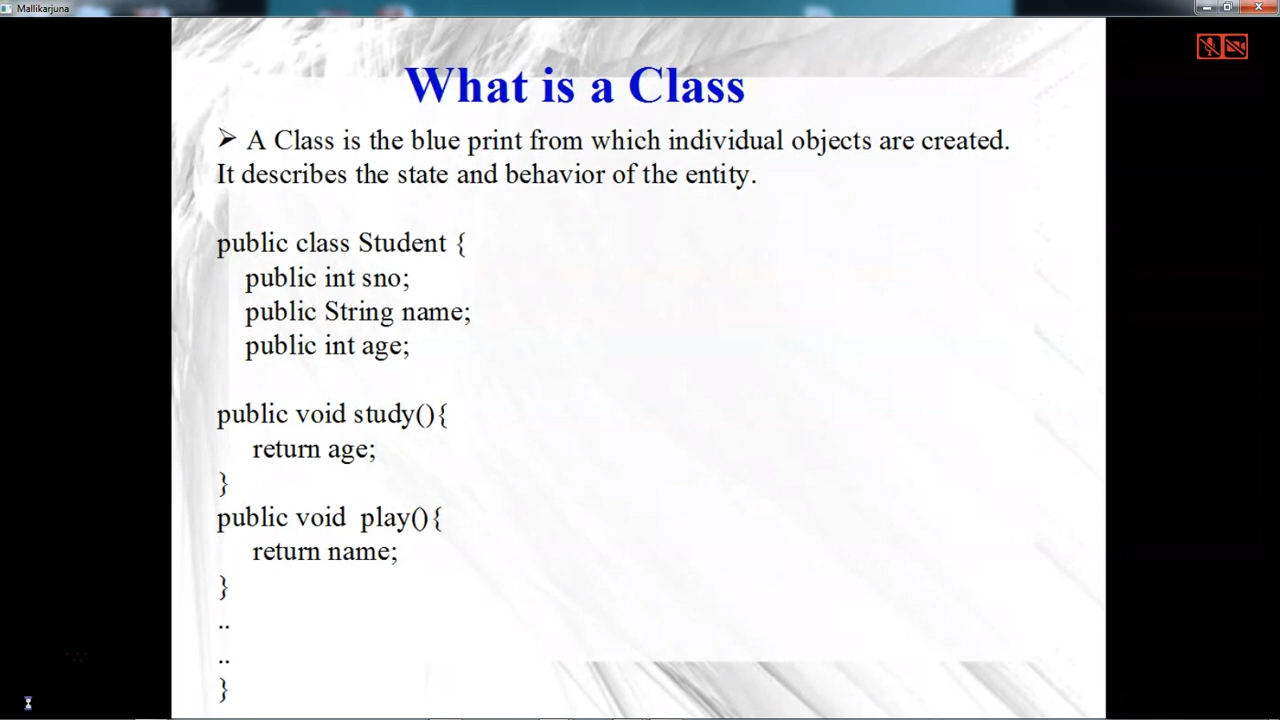 Mallikarjuna
What is a Class
➢ A Class is the blue print from which individual objects are created.
It describes the state and behavior of the entity.
public class Student {
public int sno;
public String name;
public int age;
public void study(){
return age;
}
public void  play(){
return name;
}
..
..
}